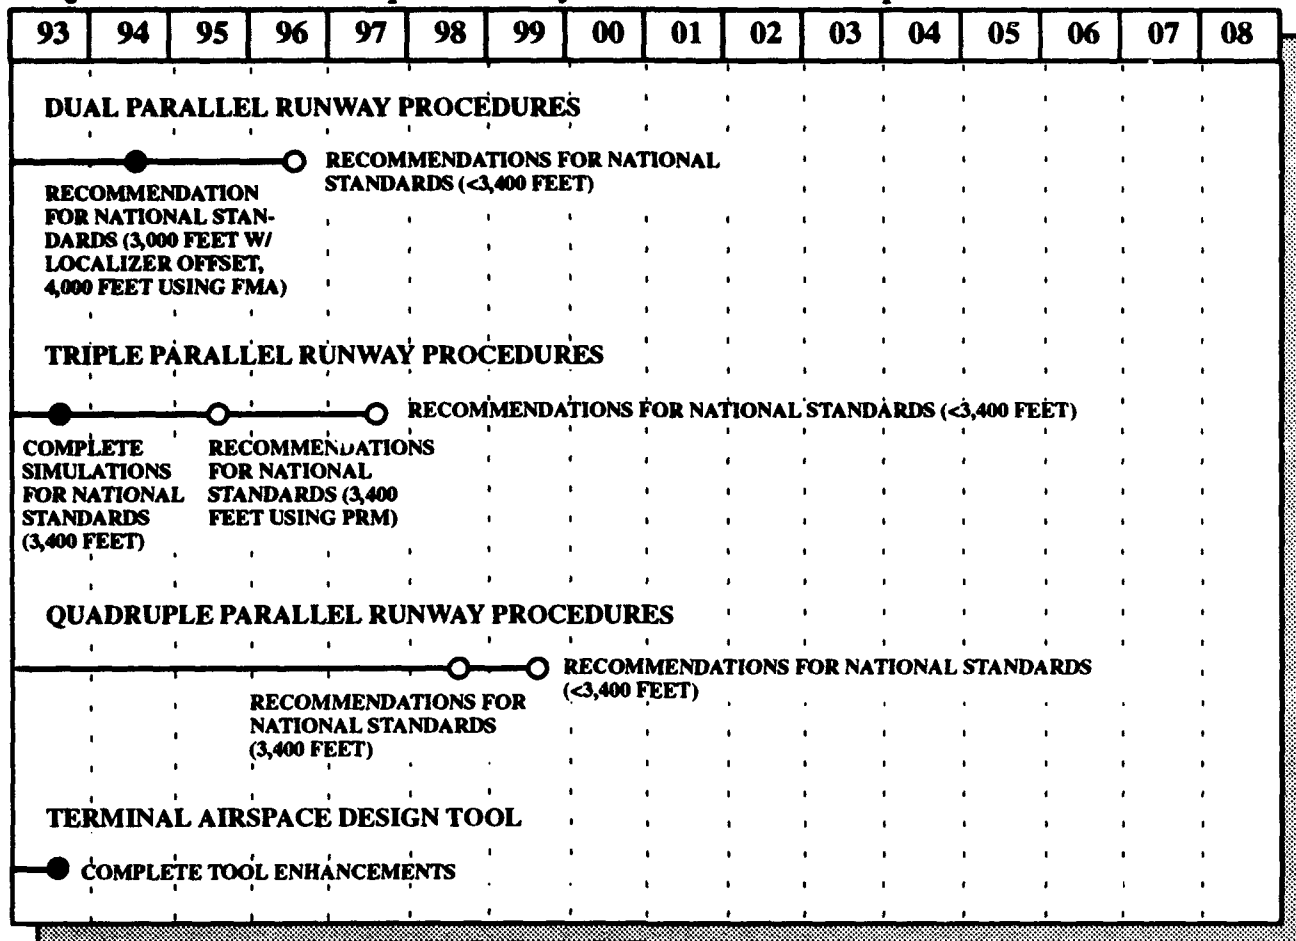 93 94 95 96 97 98 99 00 01 02 03 04 05 06 07 08
DUAL PARALLEL RUNWAY PROCEDURES
RECOMMENDATIONS FOR NATIONAL
STANDARDS (<3,400 FEET)
RECOMMENDATION
FOR NATIONAL STAN-
DARDS (3,000 FEET W/
LOCALIZER OFFSET,
4,000 FEET USING FMA)
TRIPLE PARALLEL RUNWAY PROCEDURES
RECOMMENDATIONS FOR NATIONAL STANDARDS (<3,400 FEET)
COMPLETE
SIMULATIONS
FOR NATIONAL
STANDARDS
(3,400 FEET)
RECOMMENDATIONS
FOR NATIONAL
STANDARDS (3,400
FEET USING PRM)
QUADRUPLE PARALLEL RUNWAY PROCEDURES
RECOMMENDATIONS FOR NATIONAL STANDARDS
(<3,400 FEET)
RECOMMENDATIONS FOR
NATIONAL STANDARDS
(3,400 FEET)
TERMINAL AIRSPACE DESIGN TOOL
COMPLETE TOOL ENHANCEMENTS